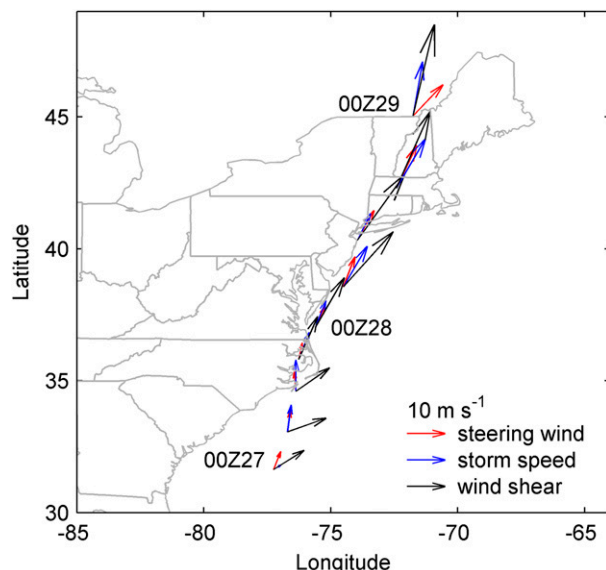 45
40
35
30
Latitude
-85
-80
-75
-70
-65
Longitude
00Z29
00Z28
00Z27
10 m s⁻¹
steering wind
storm speed
wind shear